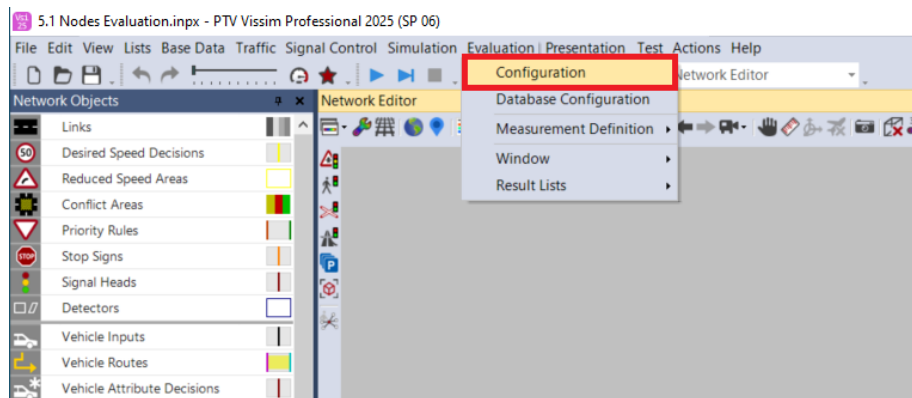 5.1 Nodes Evaluation.inpx - PTV Vissim Professional 2025 (SP 06)
File Edit View Lists Base Data Traffic Signal Control Simulation Evaluation Presentation Test Actions Help
Configuration
Network Editor
Database Configuration
Measurement Definition
Window
Result Lists
Network Objects
Network Editor
Links
50 Desired Speed Decisions
Reduced Speed Areas
Conflict Areas
Priority Rules
STOP Stop Signs
Signal Heads
Detectors
Vehicle Inputs
Vehicle Routes
Vehicle Attribute Decisions